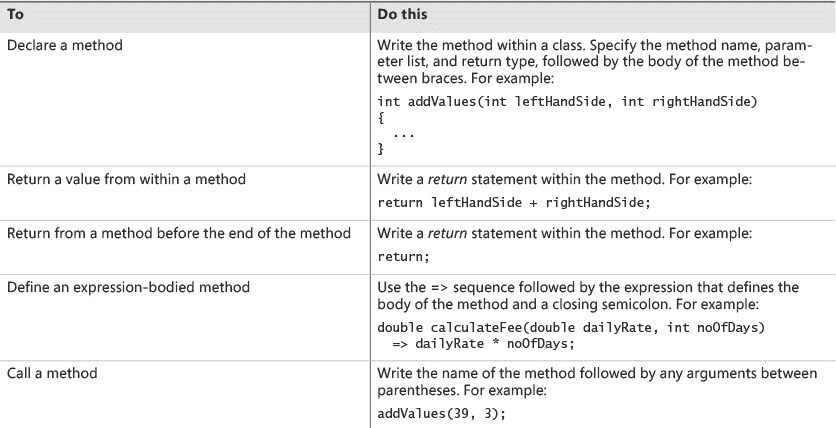 To Do this
Declare a method Write the method within a class. Specify the method name, param-
eter list, and return type, followed by the body of the method be-
tween braces. For example:
int addValues(int leftHandSide, int rightHandSide)
{
...
}
Return a value from within a method Write a return statement within the method. For example:
return leftHandSide + rightHandSide;
Return from a method before the end of the method Write a return statement within the method. For example:
return;
Define an expression-bodied method Use the => sequence followed by the expression that defines the
body of the method and a closing semicolon. For example:
double calculateFee(double dailyRate, int noOfDays)
=> dailyRate * noOfDays;
Call a method Write the name of the method followed by any arguments between
parentheses. For example:
addValues(39, 3);